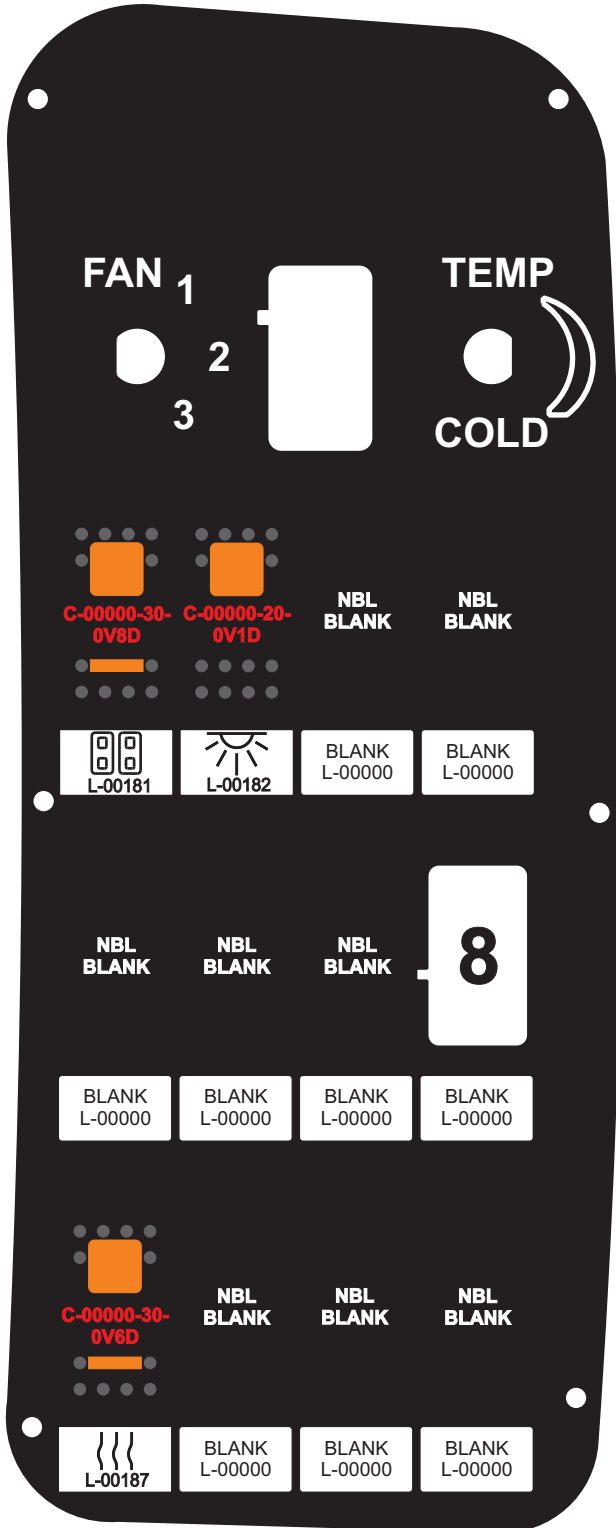 FAN
1
2
3
TEMP
COLD
C-00000-30-
0V8D
C-00000-20-
0V1D
NBL
BLANK
NBL
BLANK
L-00181
L-00182
BLANK
L-00000
BLANK
L-00000
NBL
BLANK
NBL
BLANK
NBL
BLANK
8
BLANK
L-00000
BLANK
L-00000
BLANK
L-00000
BLANK
L-00000
C-00000-30-
0V6D
NBL
BLANK
NBL
BLANK
NBL
BLANK
L-00187
BLANK
L-00000
BLANK
L-00000
BLANK
L-00000